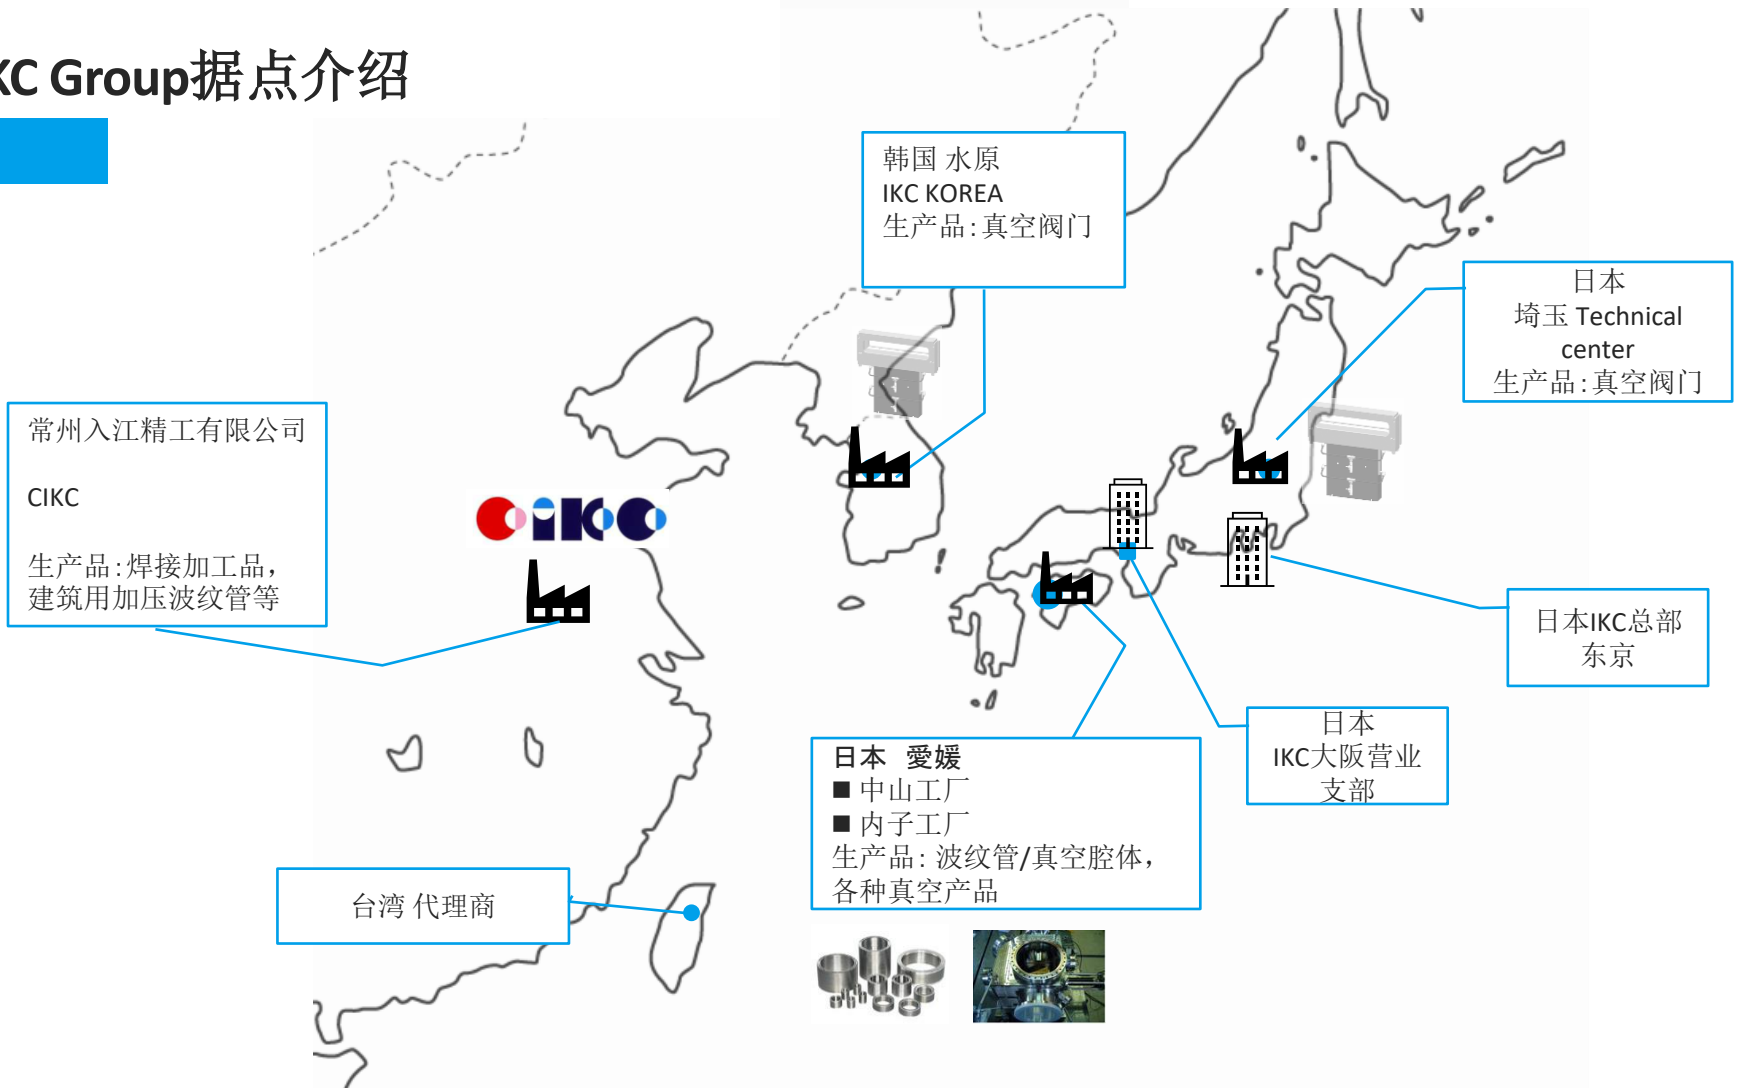 KC Group据点介绍
韩国 水原
IKC KOREA
生产品:真空阀门
日本
埼玉 Technical
center
生产品:真空阀门
常州入江精工有限公司
CIKC
生产品:焊接加工品，
建筑用加压波纹管等
CIKC
日本IKC总部
东京
日本
IKC大阪营业
支部
日本 愛媛
■ 中山工厂
■ 内子工厂
生产品: 波纹管/真空腔体，
各种真空产品
台湾 代理商